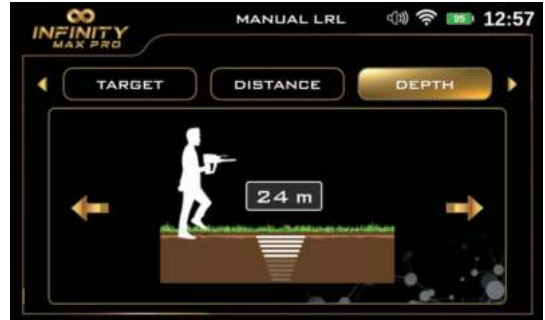 INFINITY
MAX PRO
MANUAL LRL
95
12:57
TARGET
DISTANCE
DEPTH
24 m